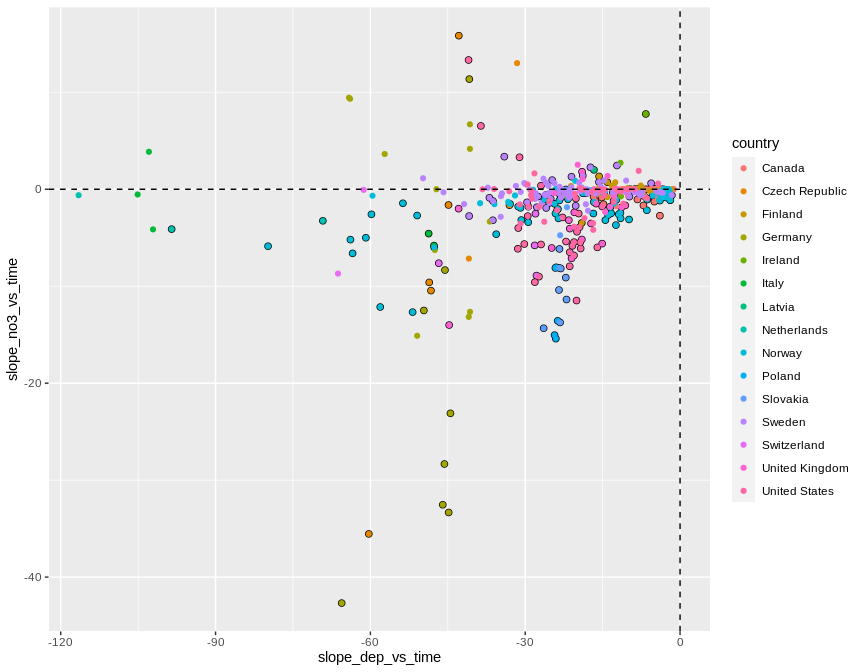 slope_no3_vs_time
0
-20
-40
-120
-90
-60
-30
0
slope_dep_vs_time
country
Canada
Czech Republic
Finland
Germany
Ireland
Italy
Latvia
Netherlands
Norway
Poland
Slovakia
Sweden
Switzerland
United Kingdom
United States